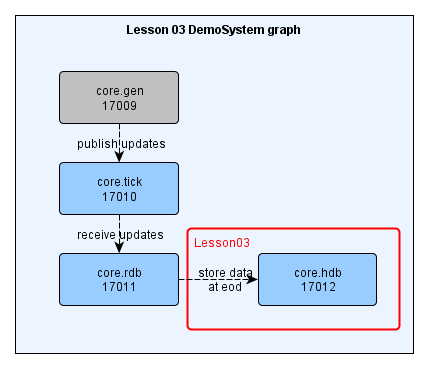 Lesson 03 DemoSystem graph
core.gen
17009
publish updates
core.tick
17010
receive updates
Lesson03
core.rdb
17011
store data
at eod
core.hdb
17012